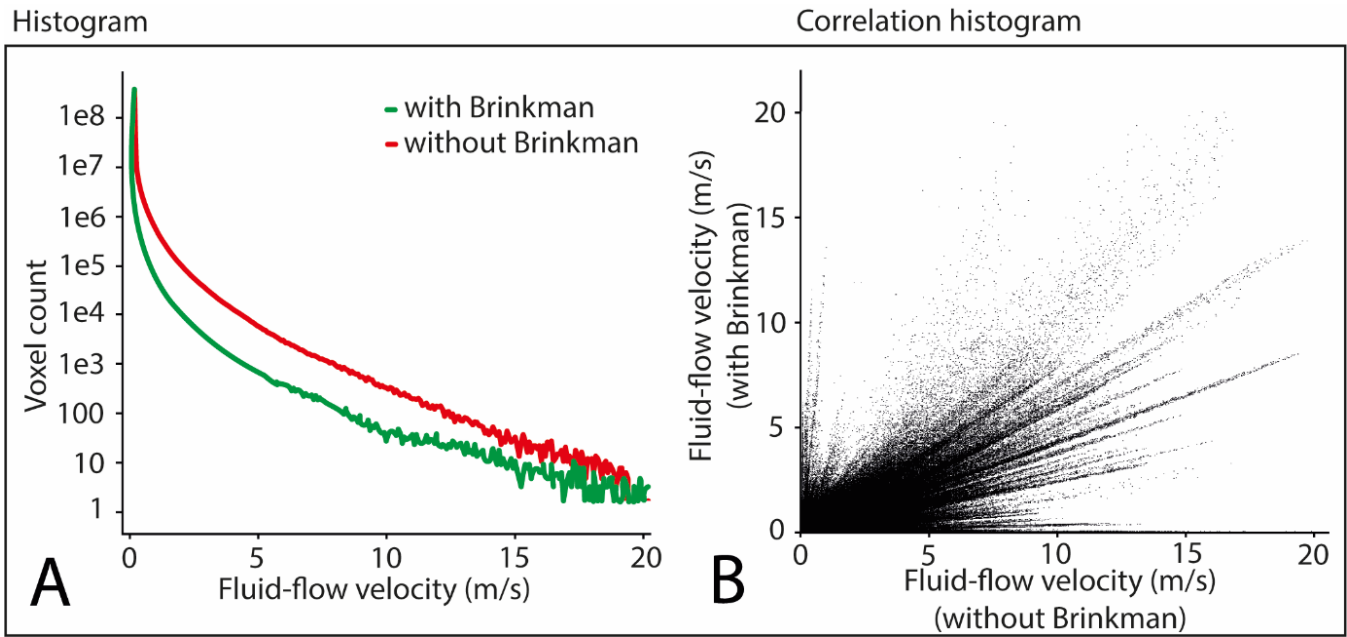 Histogram
Correlation histogram
with Brinkman
without Brinkman
Voxel count
1e8
1e7
1e6
1e5
1e4
1e3
100
10
1
0
5
10
15
20
Fluid-flow velocity (m/s)
A
Fluid-flow velocity (m/s)
(with Brinkman)
20
15
10
5
0
0
5
10
15
20
Fluid-flow velocity (m/s)
(without Brinkman)
B